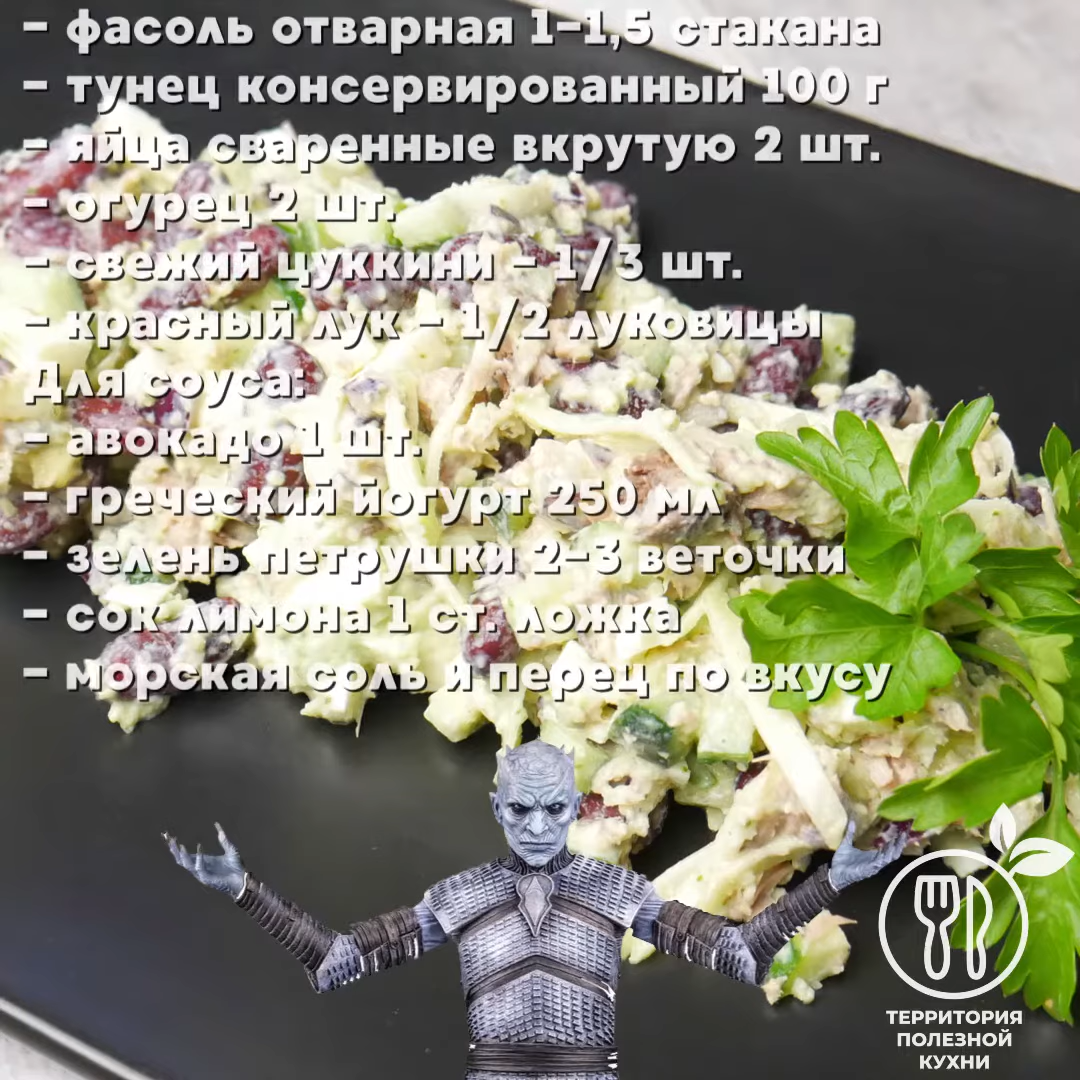 - фасоль отварная 1-1,5 стакана
- тунец консервированный 100 г
- яйца сваренные вкрутую 2 шт.
- огурец 2 шт.
- свежий цуккини - 1/3 шт.
- красный лук - 1/2 луковицы
Для соуса:
- авокадо 1 шт.
- греческий йогурт 250 мл
- зелень петрушки 2-3 веточки
- сок лимона 1 ст. ложка
- морская соль и перец по вкусу
ТЕРРИТОРИЯ
ПОЛЕЗНОЙ
КУХНИ